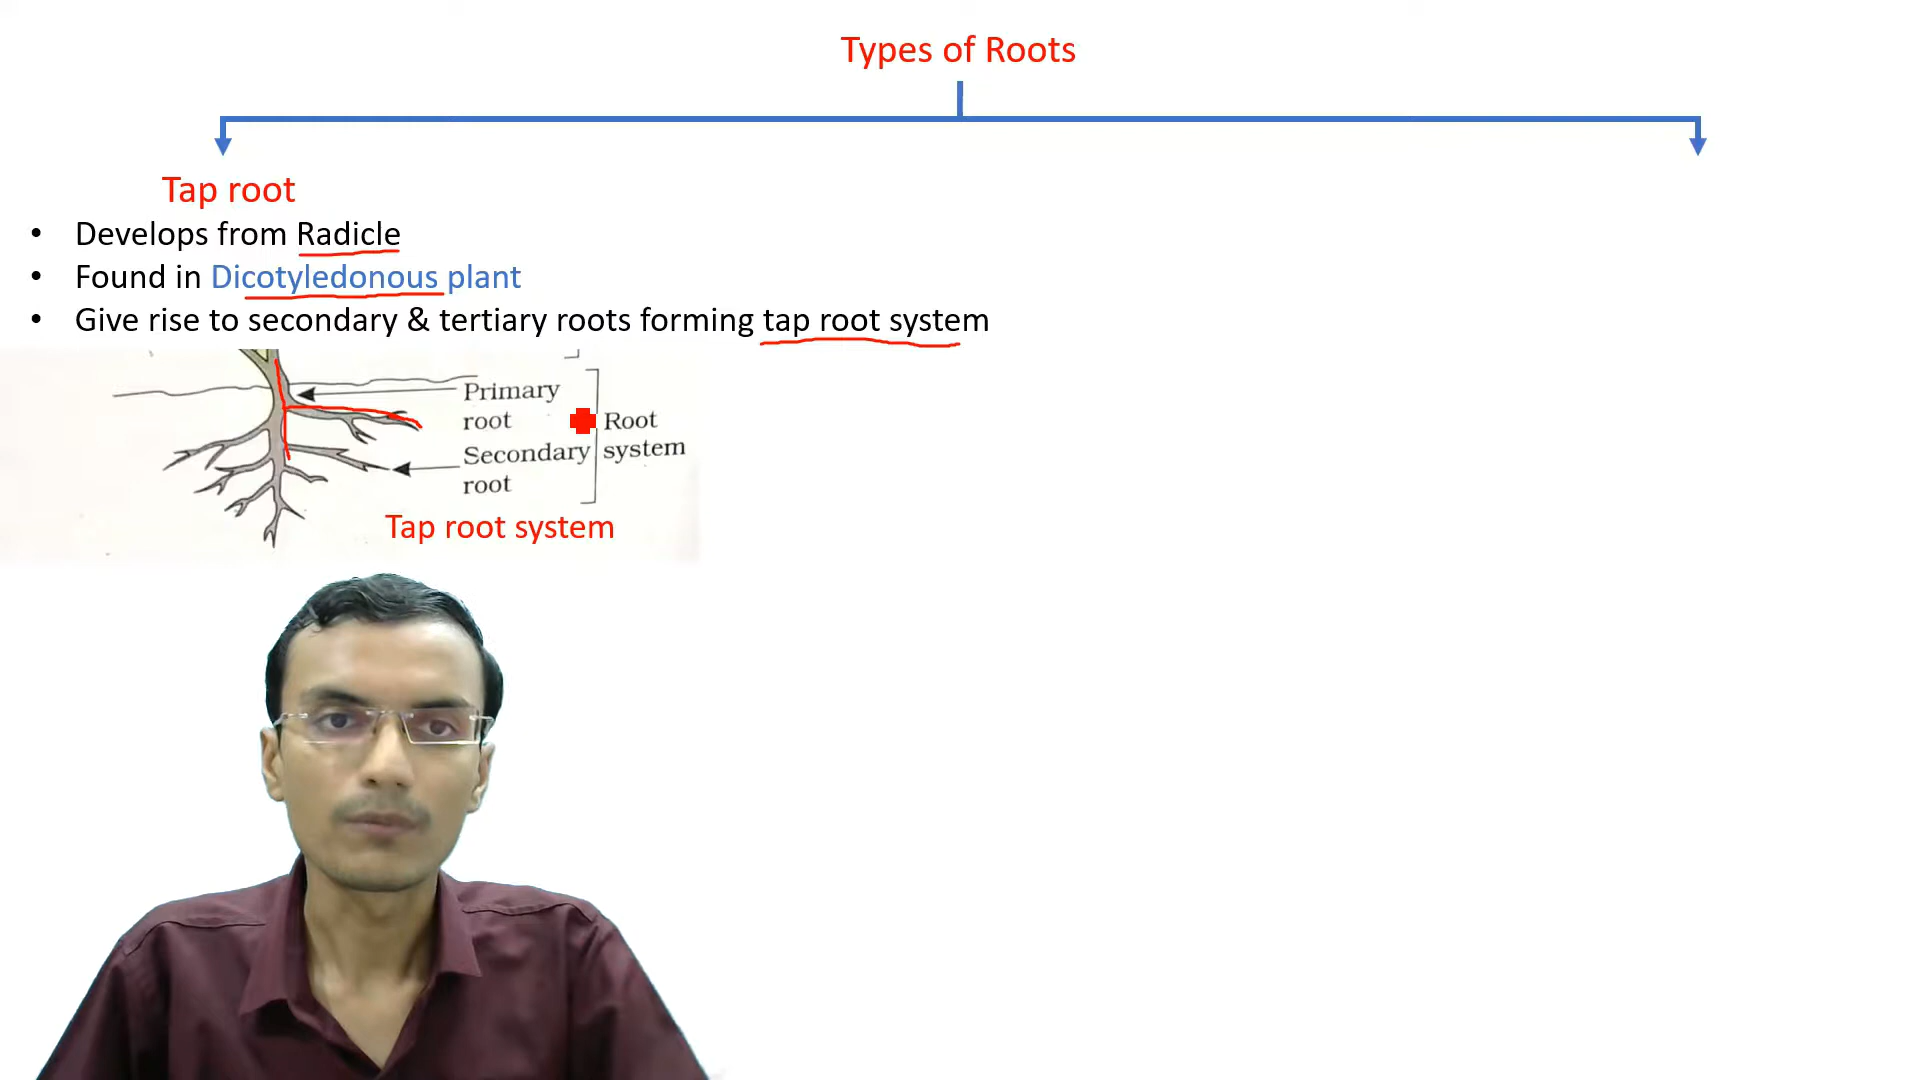 Types of Roots
Tap root
• Develops from Radicle
• Found in Dicotyledonous plant
• Give rise to secondary & tertiary roots forming tap root system
Primary
root
Secondary
root
Root
system
Tap root system